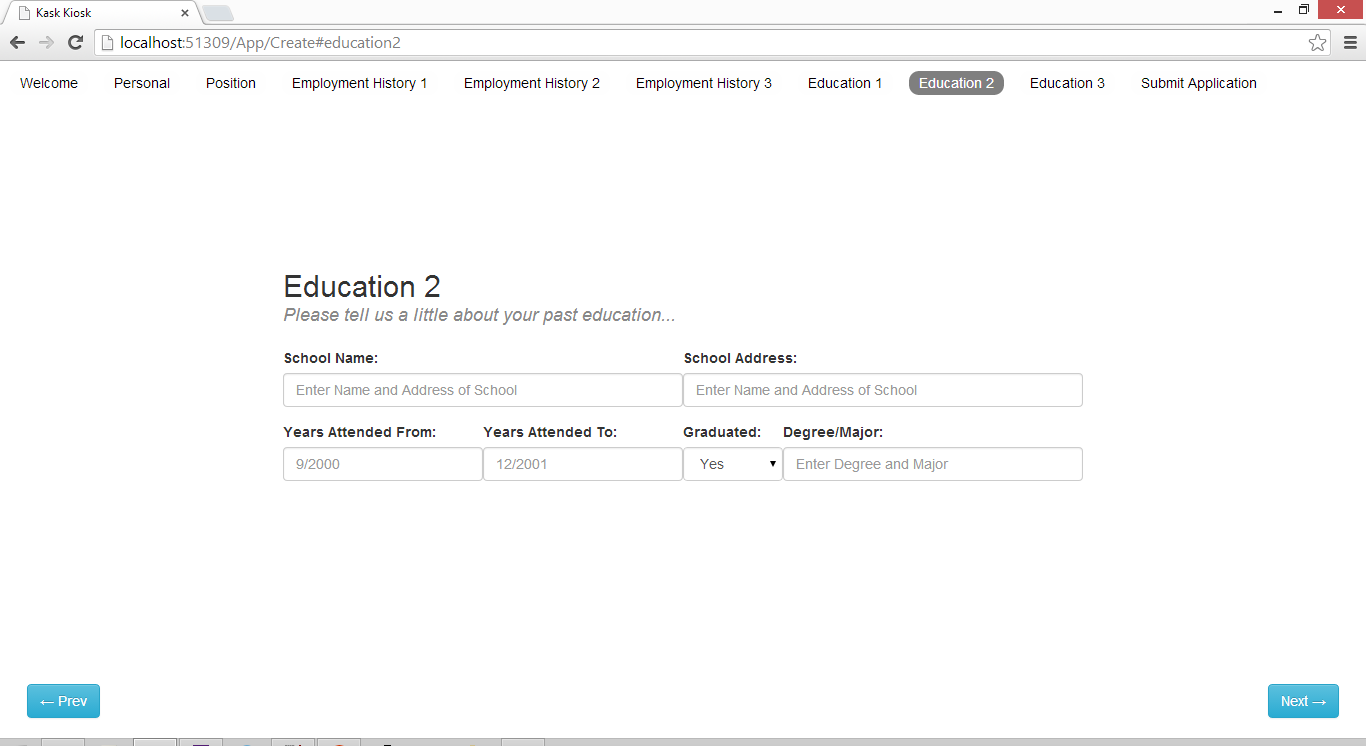 Kask Kiosk
localhost:51309/App/Create#education2
Welcome Personal Position Employment History 1 Employment History 2 Employment History 3 Education 1 Education 2 Education 3 Submit Application
Education 2
Please tell us a little about your past education...
School Name: School Address:
Enter Name and Address of School Enter Name and Address of School
Years Attended From: Years Attended To: Graduated: Degree/Major:
9/2000 12/2001 Yes Enter Degree and Major
← Prev Next →